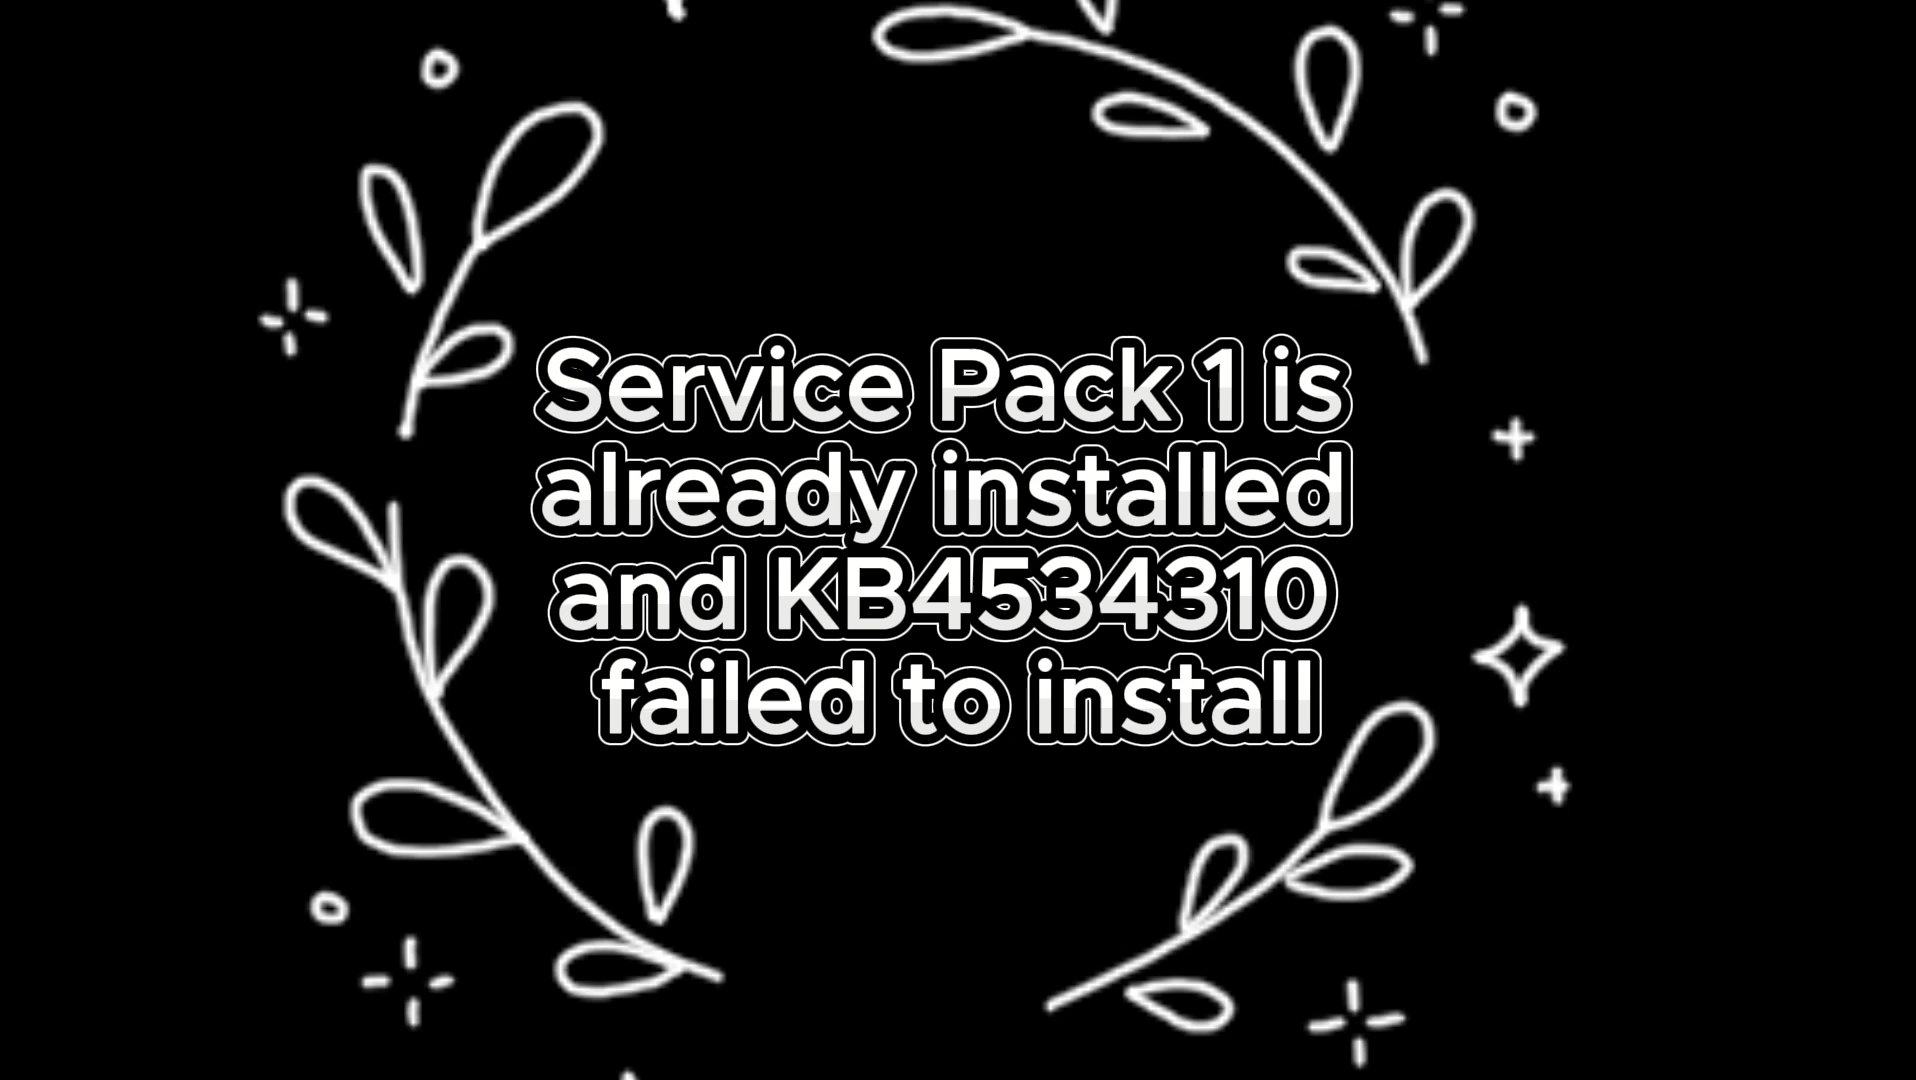 Service Pack 1 is
already installed
and KB4534310
failed to install